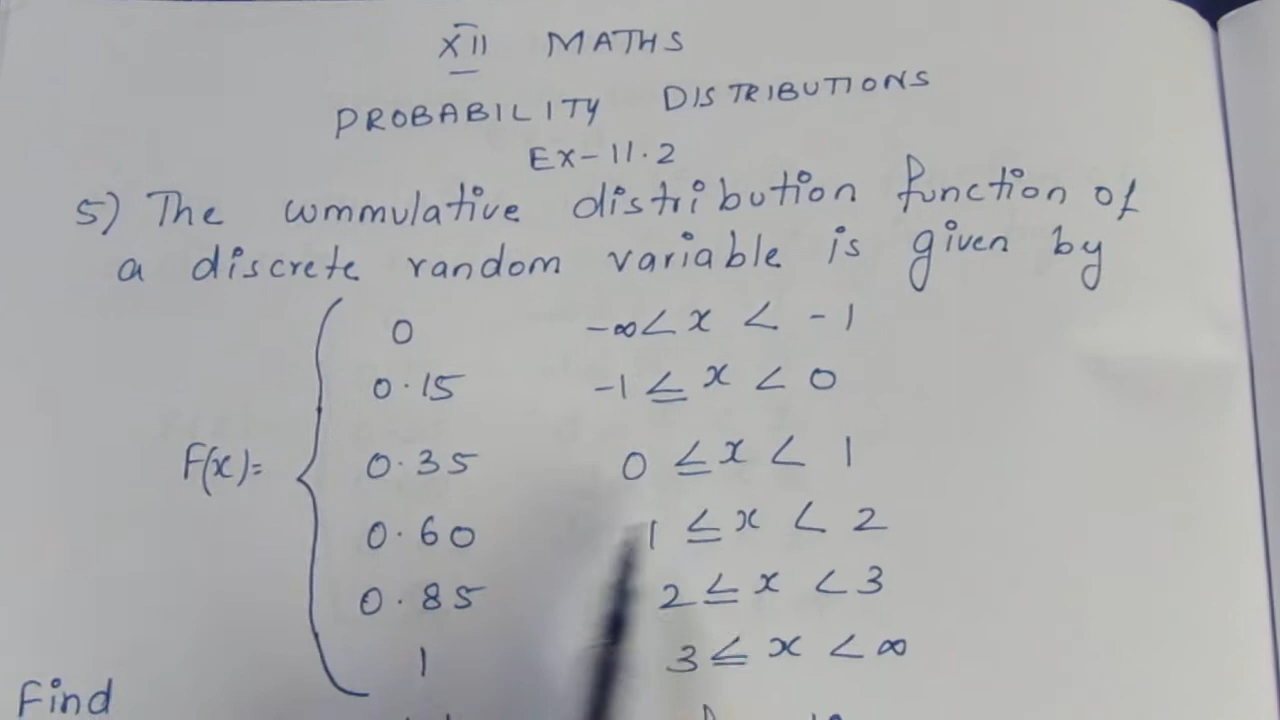 XII MATHS
PROBABILITY DISTRIBUTIONS
Ex-11.2
5) The cummulative distribution function of
a discrete random variable is given by
0 -∞< x < -1
0.15 -1 ≤ x < 0
0.35 0 ≤ x < 1
F(x)=
0.60 1 ≤ x < 2
0.85 2 ≤ x < 3
1 3 ≤ x < ∞
Find